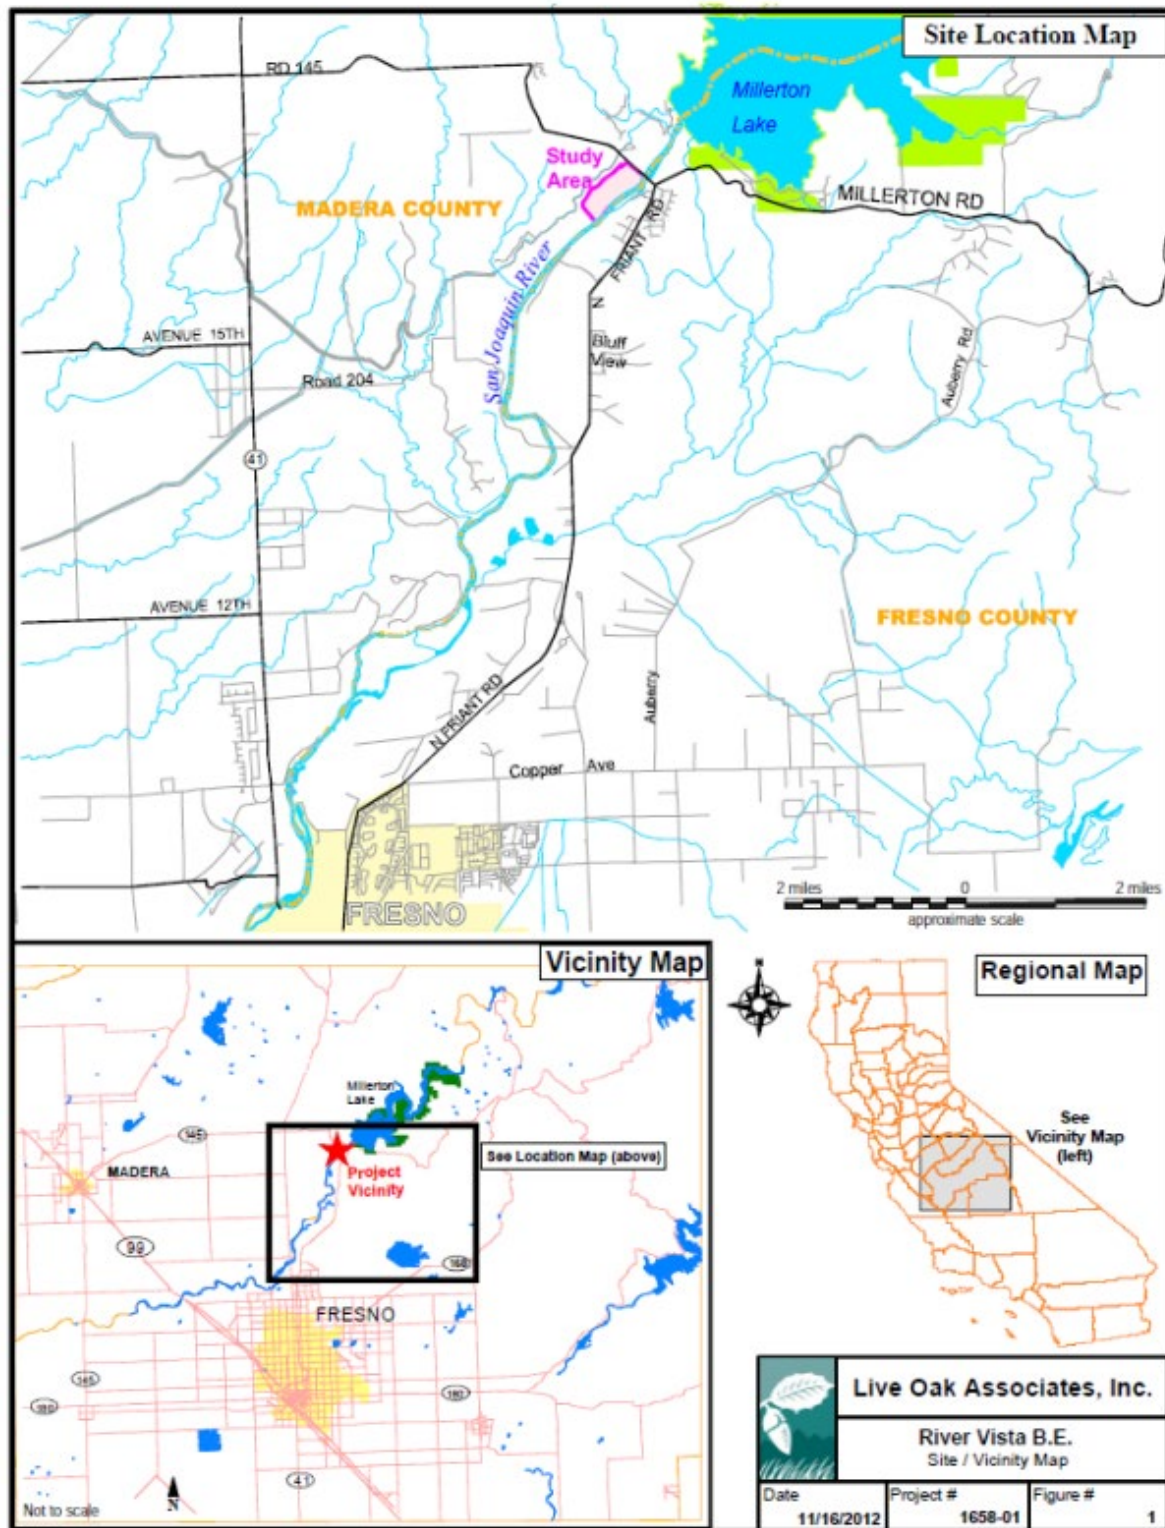 Site Location Map
RD 145
Millerton
Lake
Study
Area
MADERA COUNTY
MILLERTON RD
N FRIANT RD
San Joaquin River
AVENUE 15TH
Bluff
View
Road 204
Auberry Rd
41
AVENUE 12TH
FRESNO COUNTY
Auberry
N FRIANT RD
Copper Ave
2 miles
0
2 miles
approximate scale
FRESNO
Vicinity Map
Millerton
Lake
145
MADERA
See Location Map (above)
Project
Vicinity
99
168
FRESNO
145
180
180
41
N
Not to scale
N
Regional Map
See
Vicinity Map
(left)
Live Oak Associates, Inc.
River Vista B.E.
Site / Vicinity Map
Date
11/16/2012
Project #
1658-01
Figure #
1